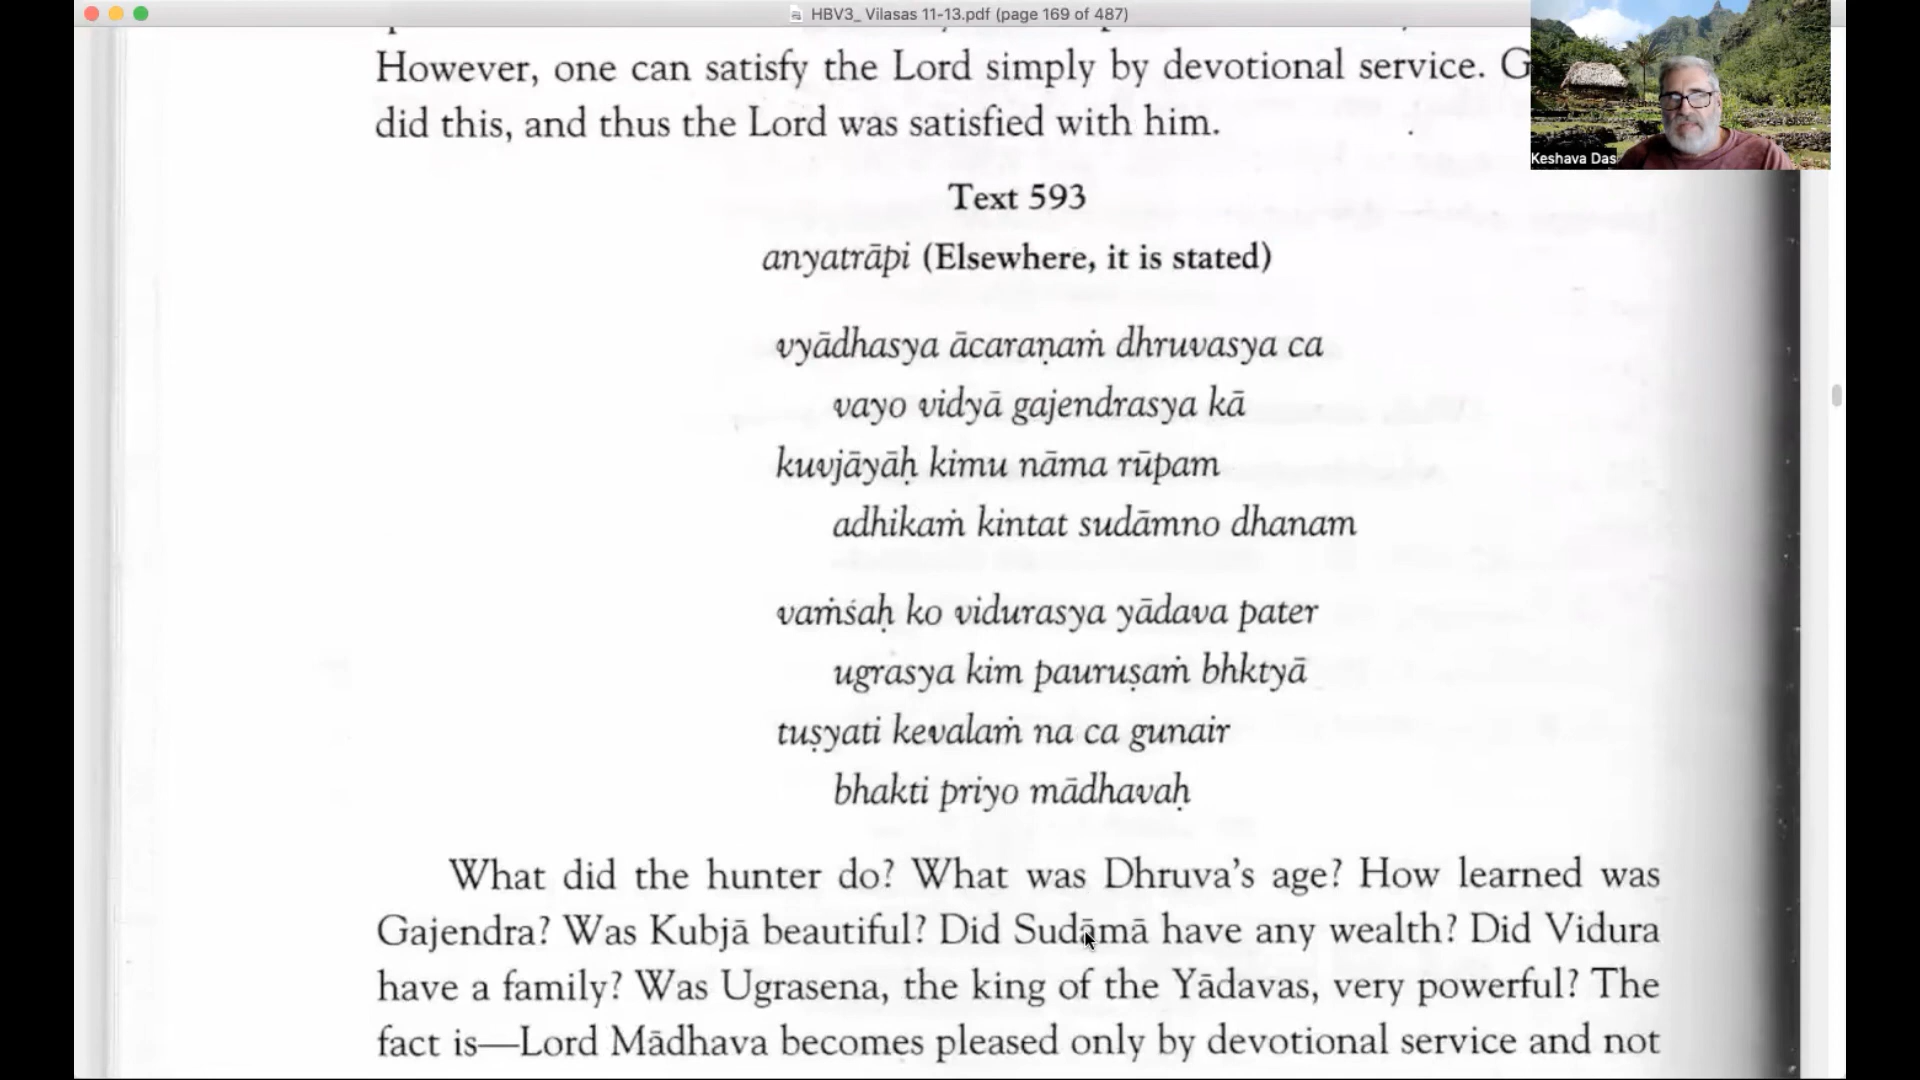 HBV3_ Vilasas 11-13.pdf (page 169 of 487)
However, one can satisfy the Lord simply by devotional service.
did this, and thus the Lord was satisfied with him.
Keshava Das
Text 593
anyatrāpi (Elsewhere, it is stated)
vyādhasya ācaraṇaṁ dhruvasya ca
vayo vidyā gajendrasya kā
kuvjāyāḥ kimu nāma rūpam
adhikaṁ kintat sudāmno dhanam
vaṁśaḥ ko vidurasya yādava pater
ugrasya kim pauruṣaṁ bhktyā
tuṣyati kevalaṁ na ca gunair
bhakti priyo mādhavaḥ
What did the hunter do? What was Dhruva's age? How learned was
Gajendra? Was Kubjā beautiful? Did Sudāmā have any wealth? Did Vidura
have a family? Was Ugrasena, the king of the Yādavas, very powerful? The
fact is—Lord Mādhava becomes pleased only by devotional service and not